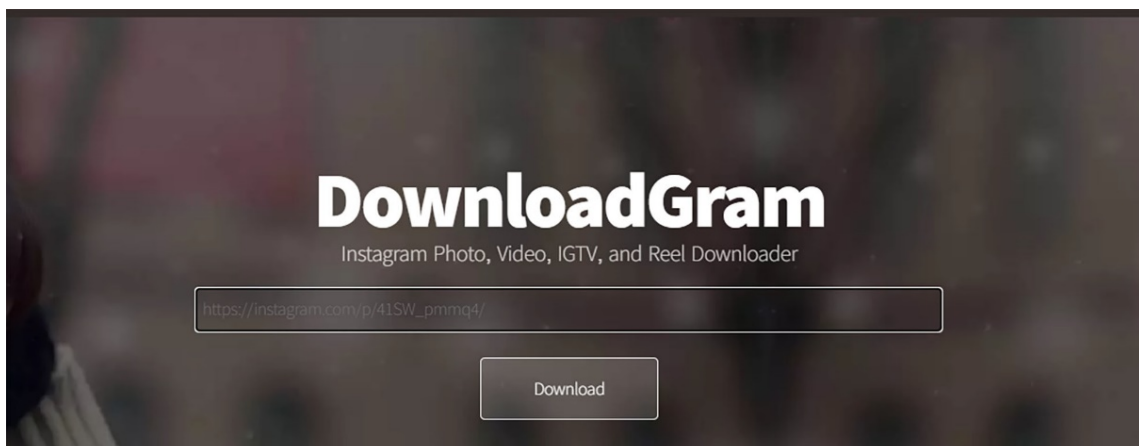 DownloadGram
Instagram Photo, Video, IGTV, and Reel Downloader
https://instagram.com/p/41SW_pmmq4/
Download